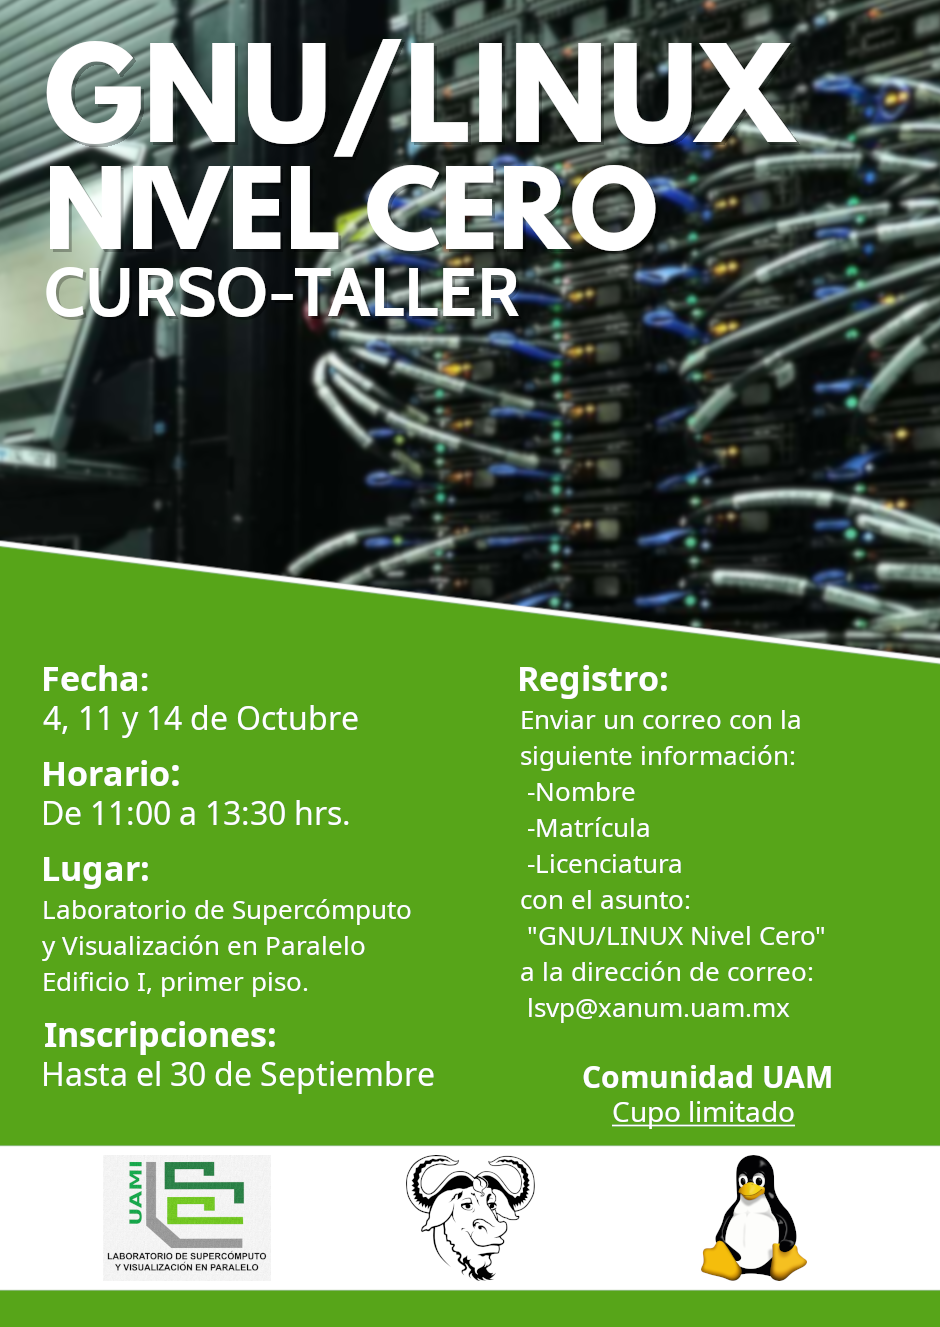 GNU/LINUX
NIVEL CERO
CURSO-TALLER
Fecha:
4, 11 y 14 de Octubre
Horario:
De 11:00 a 13:30 hrs.
Lugar:
Laboratorio de Supercómputo
y Visualización en Paralelo
Edificio I, primer piso.
Inscripciones:
Hasta el 30 de Septiembre
Registro:
Enviar un correo con la
siguiente información:
-Nombre
-Matrícula
-Licenciatura
con el asunto:
"GNU/LINUX Nivel Cero"
a la dirección de correo:
lsvp@xanum.uam.mx
Comunidad UAM
Cupo limitado
UAMI
LABORATORIO DE SUPERCÓMPUTO
Y VISUALIZACIÓN EN PARALELO